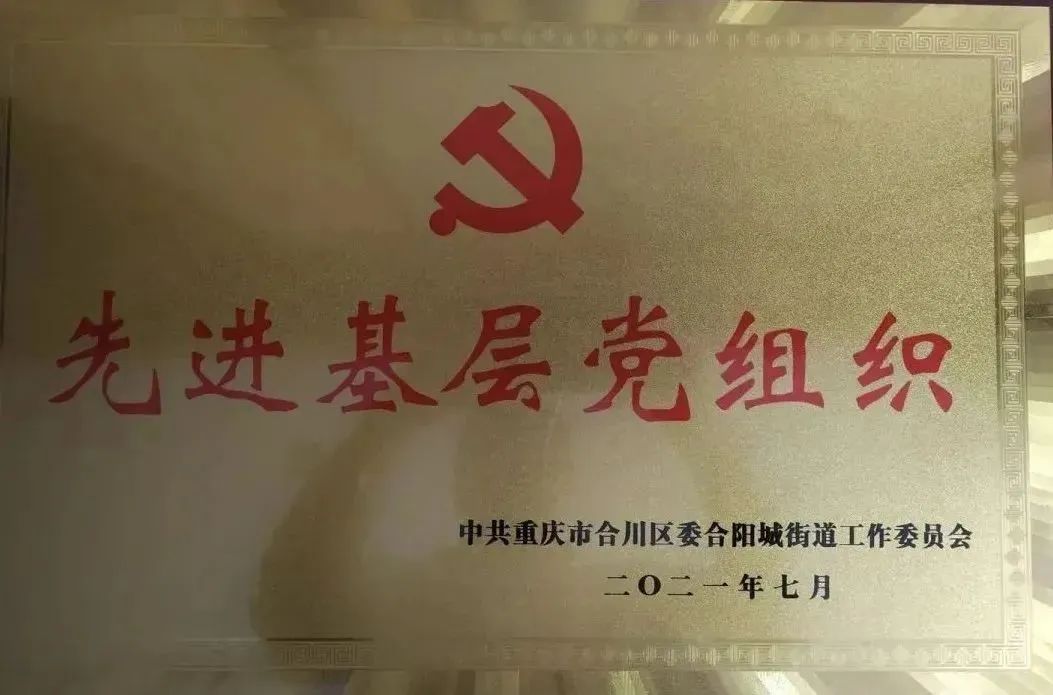 先进基层党组织
中共重庆市合川区委合阳城街道工作委员会
二〇二一年七月